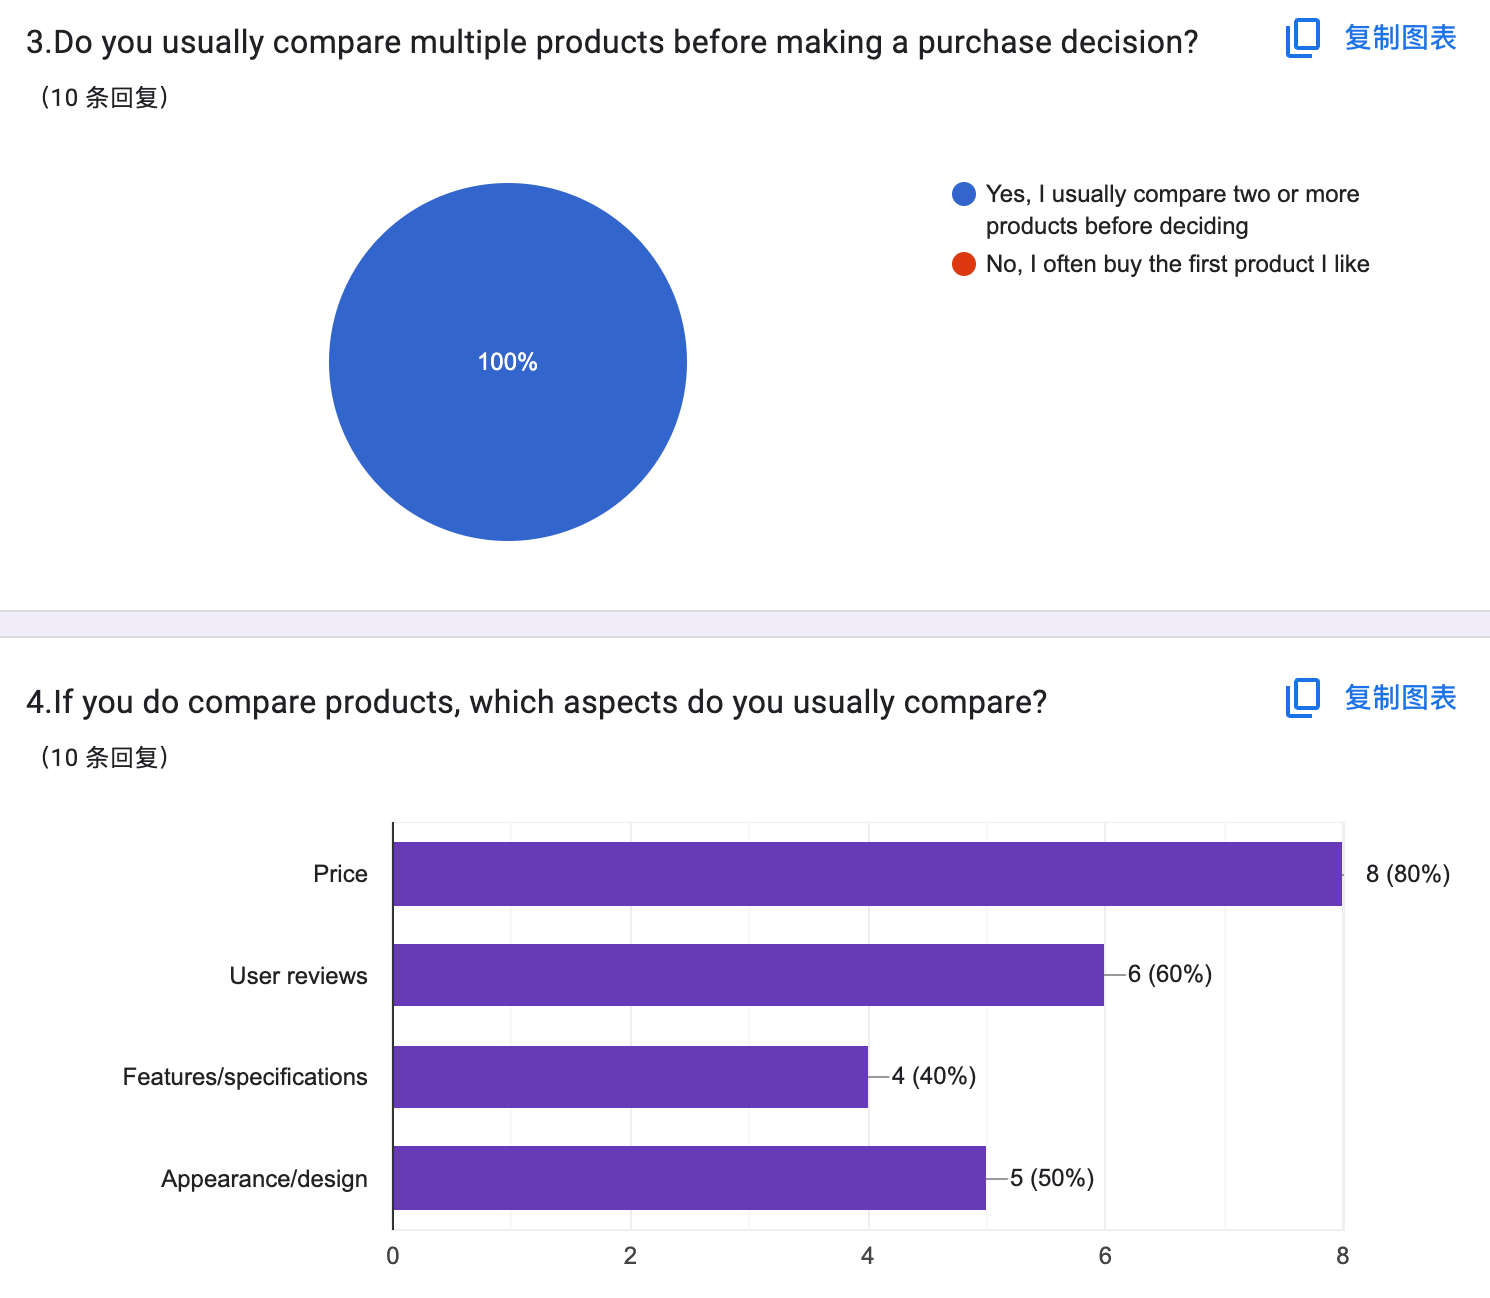 3.Do you usually compare multiple products before making a purchase decision?
复制图表
（10 条回复）
Yes, I usually compare two or more
products before deciding
No, I often buy the first product I like
100%
4.If you do compare products, which aspects do you usually compare?
复制图表
（10 条回复）
Price
8 (80%)
User reviews
6 (60%)
Features/specifications
4 (40%)
Appearance/design
5 (50%)
0 2 4 6 8